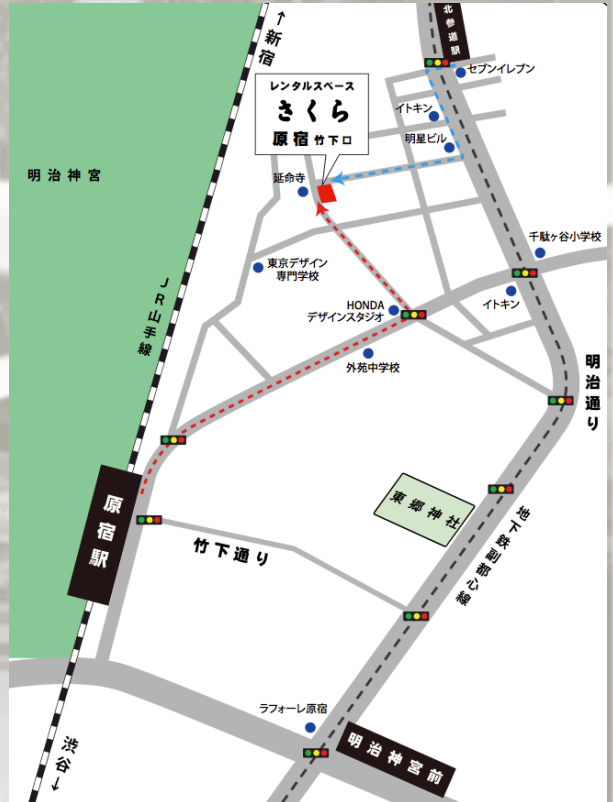 北参道駅
↑新宿
セブンイレブン
レンタルスペース
さくら
原宿 竹下口
イトキン
明星ビル
明治神宮
延命寺
千駄ヶ谷小学校
東京デザイン
専門学校
JR山手線
HONDA
デザインスタジオ
イトキン
外苑中学校
明治通り
東郷神社
地下鉄副都心線
原宿駅
竹下通り
ラフォーレ原宿
明治神宮前
渋谷↓